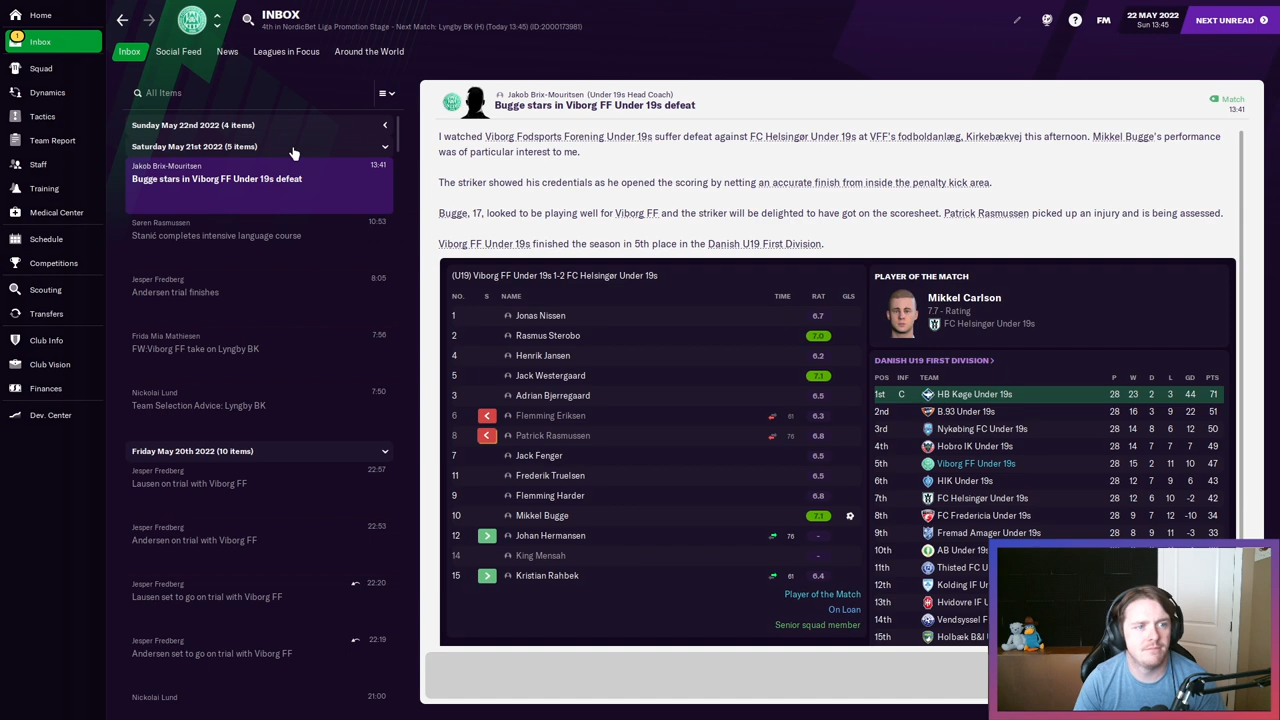 Home
1
Inbox
Squad
Dynamics
Tactics
Team Report
Staff
Training
Medical Center
Schedule
Competitions
Scouting
Transfers
Club Info
Club Vision
Finances
Dev. Center
INBOX
4th in NordicBet Liga Promotion Stage - Next Match: Lyngby BK (H) (Today 13:45) (ID:2000173981)
FM
22 MAY 2022
Sun 13:45
NEXT UNREAD
Inbox
Social Feed
News
Leagues in Focus
Around the World
All Items
Sunday May 22nd 2022 (4 items)
Saturday May 21st 2022 (5 items)
Jakob Brix-Mouritsen 13:41
Bugge stars in Viborg FF Under 19s defeat
Søren Rasmussen 10:53
Stanić completes intensive language course
Jesper Fredberg 8:05
Andersen trial finishes
Frida Mia Mathiesen 7:56
FW:Viborg FF take on Lyngby BK
Nickolai Lund 7:50
Team Selection Advice: Lyngby BK
Friday May 20th 2022 (10 items)
Jesper Fredberg 22:57
Lausen on trial with Viborg FF
Jesper Fredberg 22:53
Andersen on trial with Viborg FF
Jesper Fredberg 22:20
Lausen set to go on trial with Viborg FF
Jesper Fredberg 22:19
Andersen set to go on trial with Viborg FF
Nickolai Lund 21:00
Jakob Brix-Mouritsen (Under 19s Head Coach)
Bugge stars in Viborg FF Under 19s defeat
Match
13:41
I watched Viborg Fodsports Forening Under 19s suffer defeat against FC Helsingør Under 19s at VFF's fodboldanlæg, Kirkebækvej this afternoon. Mikkel Bugge's performance
was of particular interest to me.
The striker showed his credentials as he opened the scoring by netting an accurate finish from inside the penalty kick area.
Bugge, 17, looked to be playing well for Viborg FF and the striker will be delighted to have got on the scoresheet. Patrick Rasmussen picked up an injury and is being assessed.
Viborg FF Under 19s finished the season in 5th place in the Danish U19 First Division.
(U19) Viborg FF Under 19s 1-2 FC Helsingør Under 19s
NO. S NAME TIME RAT GLS
1 Jonas Nissen 6.7
2 Rasmus Sterobo 7.0
4 Henrik Jansen 6.2
5 Jack Westergaard 7.1
3 Adrian Bjerregaard 6.5
6 Flemming Eriksen 61 6.3
8 Patrick Rasmussen 76 6.8
7 Jack Fenger 6.5
11 Frederik Truelsen 6.5
9 Flemming Harder 6.8
10 Mikkel Bugge 7.1
12 Johan Hermansen 76 -
14 King Mensah -
15 Kristian Rahbek 61 6.4
Player of the Match
On Loan
Senior squad member
PLAYER OF THE MATCH
Mikkel Carlson
7.7 - Rating
FC Helsingør Under 19s
DANISH U19 FIRST DIVISION >
POS INF TEAM P W D L GD PTS
1st C HB Køge Under 19s 28 23 2 3 44 71
2nd B.93 Under 19s 28 16 3 9 22 51
3rd Nykøbing FC Under 19s 28 14 8 6 12 50
4th Hobro IK Under 19s 28 14 7 7 7 49
5th Viborg FF Under 19s 28 15 2 11 10 47
6th HIK Under 19s 28 12 7 9 6 43
7th FC Helsingør Under 19s 28 12 6 10 -2 42
8th FC Fredericia Under 19s 28 9 7 12 -10 34
9th Fremad Amager Under 19s 28 9 8 11 -3 33
10th AB Under 19s
11th Thisted FC U
12th Kolding IF Un
13th Hvidovre IF U
14th Vendsyssel F
15th Holbæk B&I U